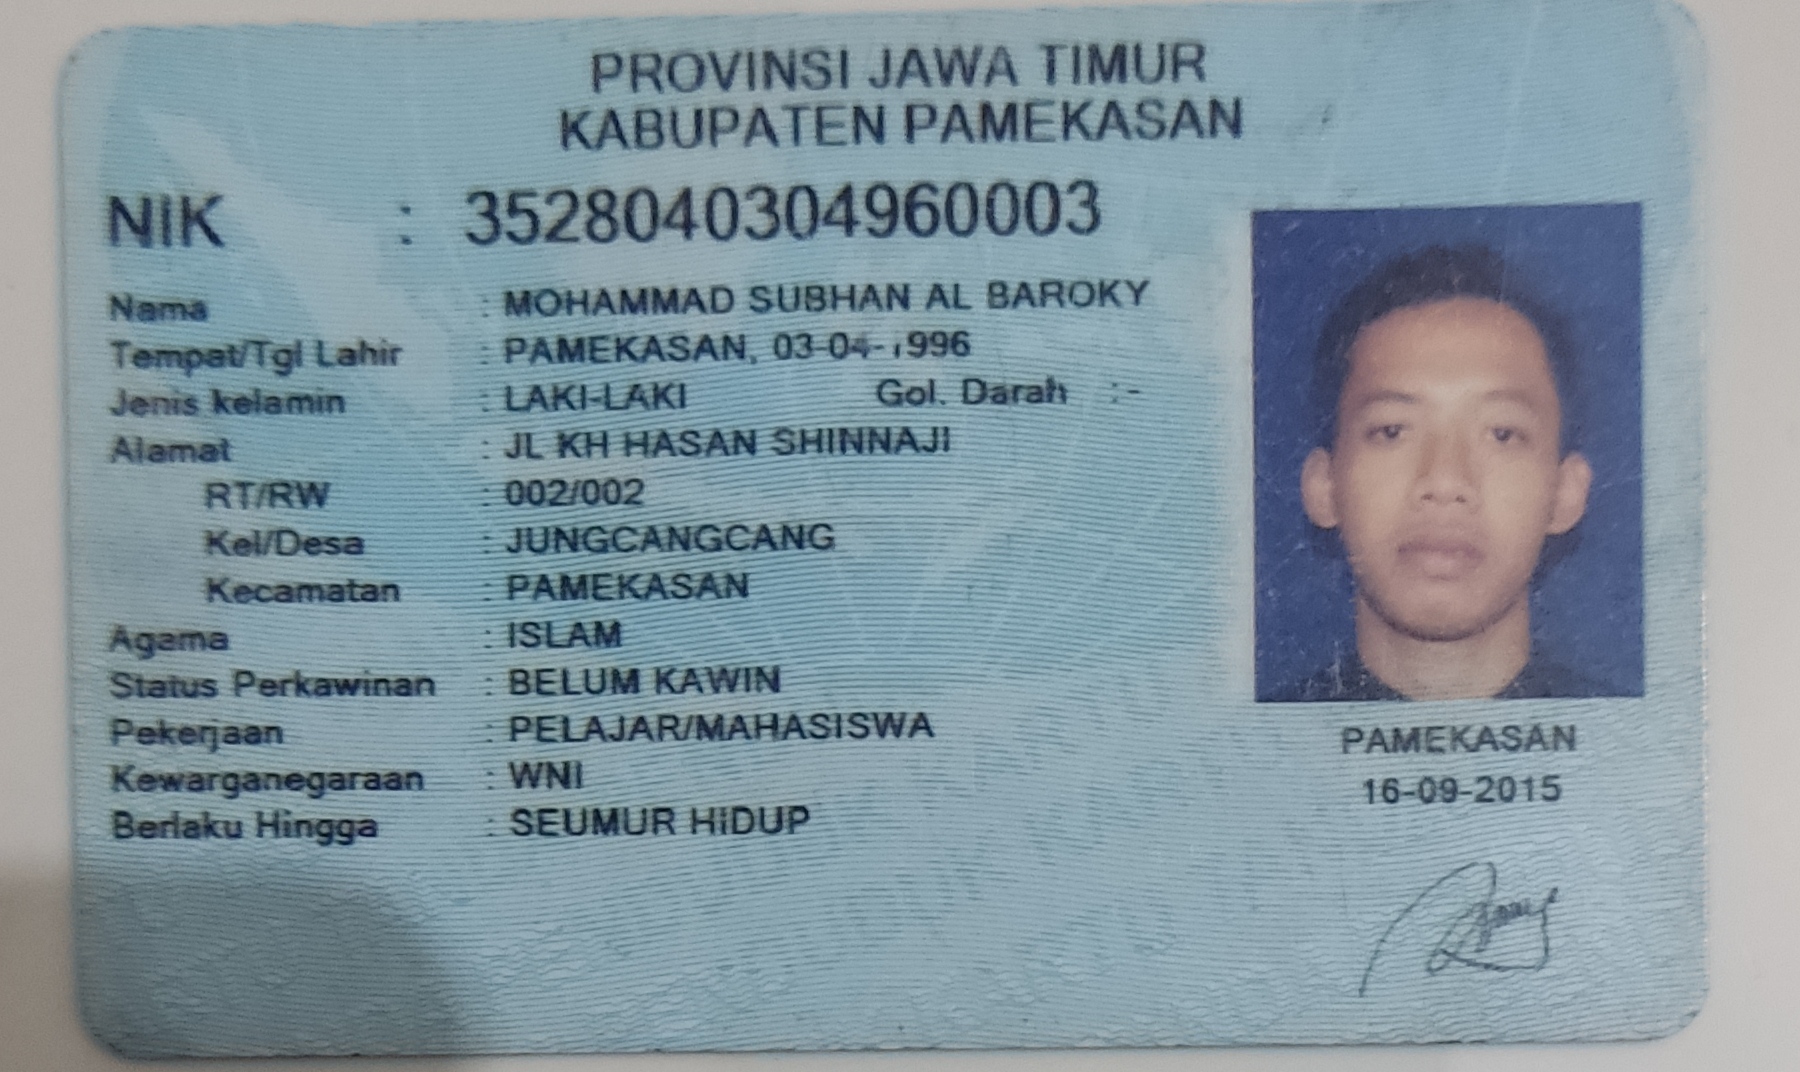 PROVINSI JAWA TIMUR
KABUPATEN PAMEKASAN
NIK : 3528040304960003
Nama : MOHAMMAD SUBHAN AL BAROKY
Tempat/Tgl Lahir : PAMEKASAN, 03-04-1996
Jenis kelamin : LAKI-LAKI Gol. Darah :-
Alamat : JL KH HASAN SHINNAJI
RT/RW : 002/002
Kel/Desa : JUNGCANGCANG
Kecamatan : PAMEKASAN
Agama : ISLAM
Status Perkawinan : BELUM KAWIN
Pekerjaan : PELAJAR/MAHASISWA
Kewarganegaraan : WNI
Berlaku Hingga : SEUMUR HIDUP
PAMEKASAN
16-09-2015